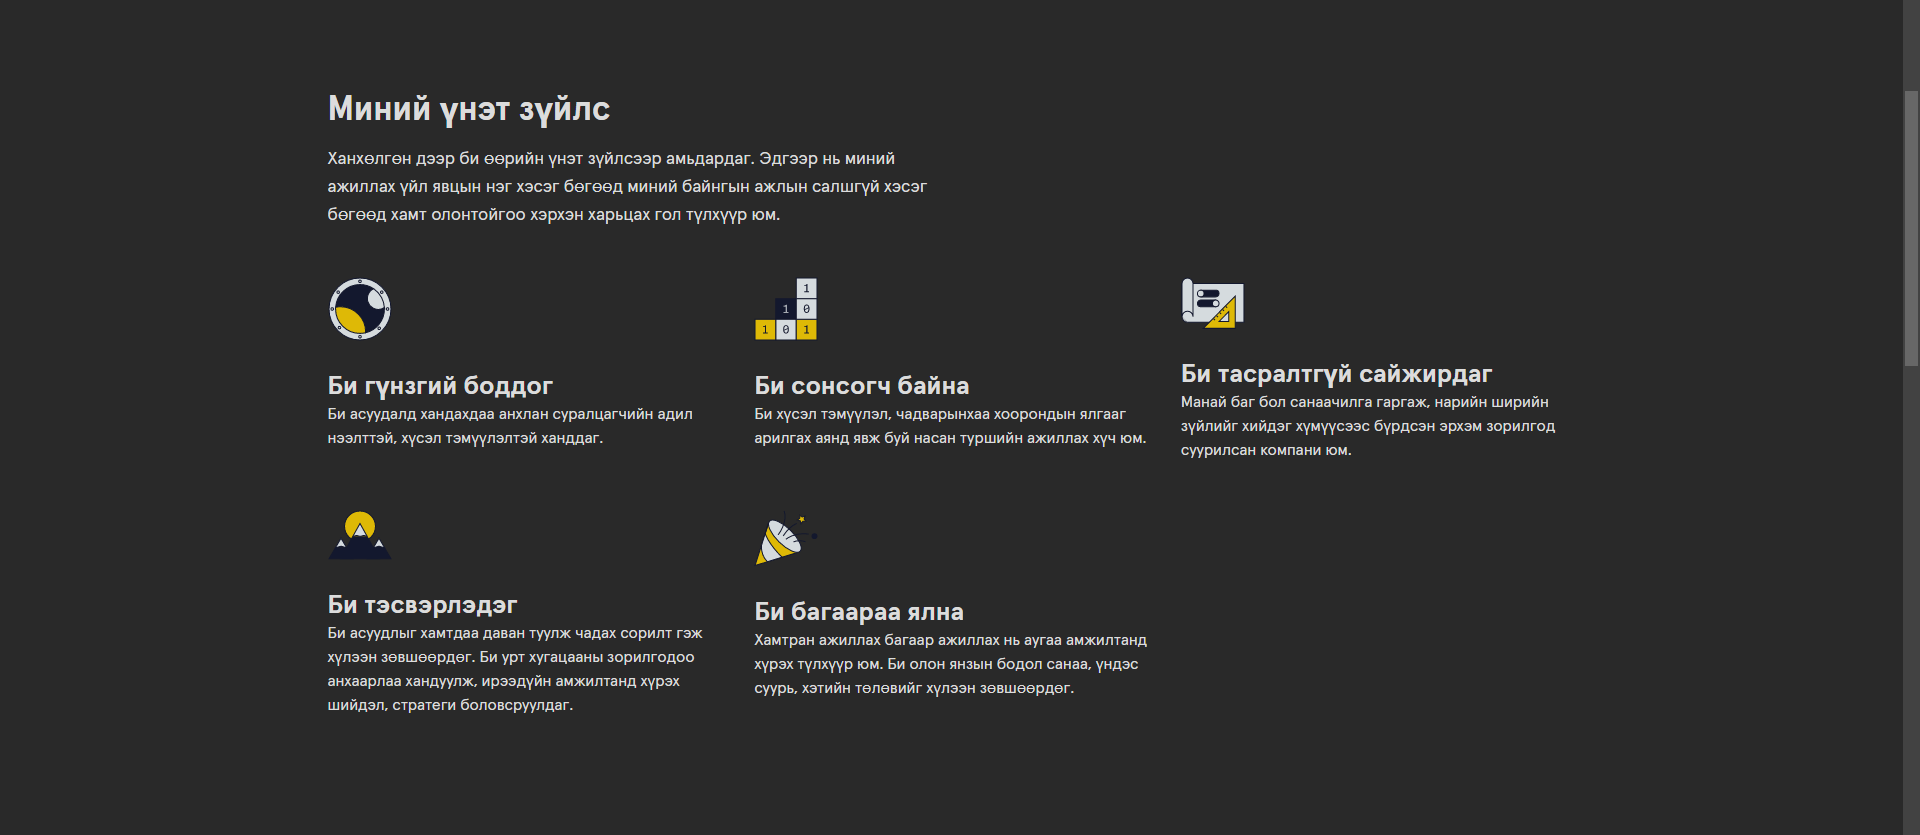 Миний үнэт зүйлс
Ханхөлгөн дээр би өөрийн үнэт зүйлсээр амьдардаг. Эдгээр нь миний
ажиллах үйл явцын нэг хэсэг бөгөөд миний байнгын ажлын салшгүй хэсэг
бөгөөд хамт олонтойгоо хэрхэн харьцах гол түлхүүр юм.
1
1 0
1 0 1
Би гүнзгий боддог
Би асуудалд хандахдаа анхлан суралцагчийн адил
нээлттэй, хүсэл тэмүүлэлтэй ханддаг.
Би сонсогч байна
Би хүсэл тэмүүлэл, чадварынхаа хоорондын ялгааг
арилгах аянд явж буй насан туршийн ажиллах хүч юм.
Би тасралтгүй сайжирдаг
Манай баг бол санаачилга гаргаж, нарийн ширийн
зүйлийг хийдэг хүмүүсээс бүрдсэн эрхэм зорилгод
суурилсан компани юм.
Би тэсвэрлэдэг
Би асуудлыг хамтдаа даван туулж чадах сорилт гэж
хүлээн зөвшөөрдөг. Би урт хугацааны зорилгодоо
анхаарлаа хандуулж, ирээдүйн амжилтанд хүрэх
шийдэл, стратеги боловсруулдаг.
Би багаараа ялна
Хамтран ажиллах багаар ажиллах нь аугаа амжилтанд
хүрэх түлхүүр юм. Би олон янзын бодол санаа, үндэс
суурь, хэтийн төлөвийг хүлээн зөвшөөрдөг.